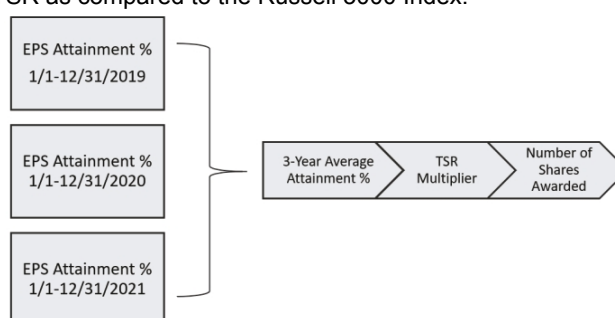 SR as compared to the Russell 3000 Index.
EPS Attainment %
1/1-12/31/2019
EPS Attainment %
1/1-12/31/2020
EPS Attainment %
1/1-12/31/2021
3-Year Average
Attainment %
TSR
Multiplier
Number of
Shares
Awarded